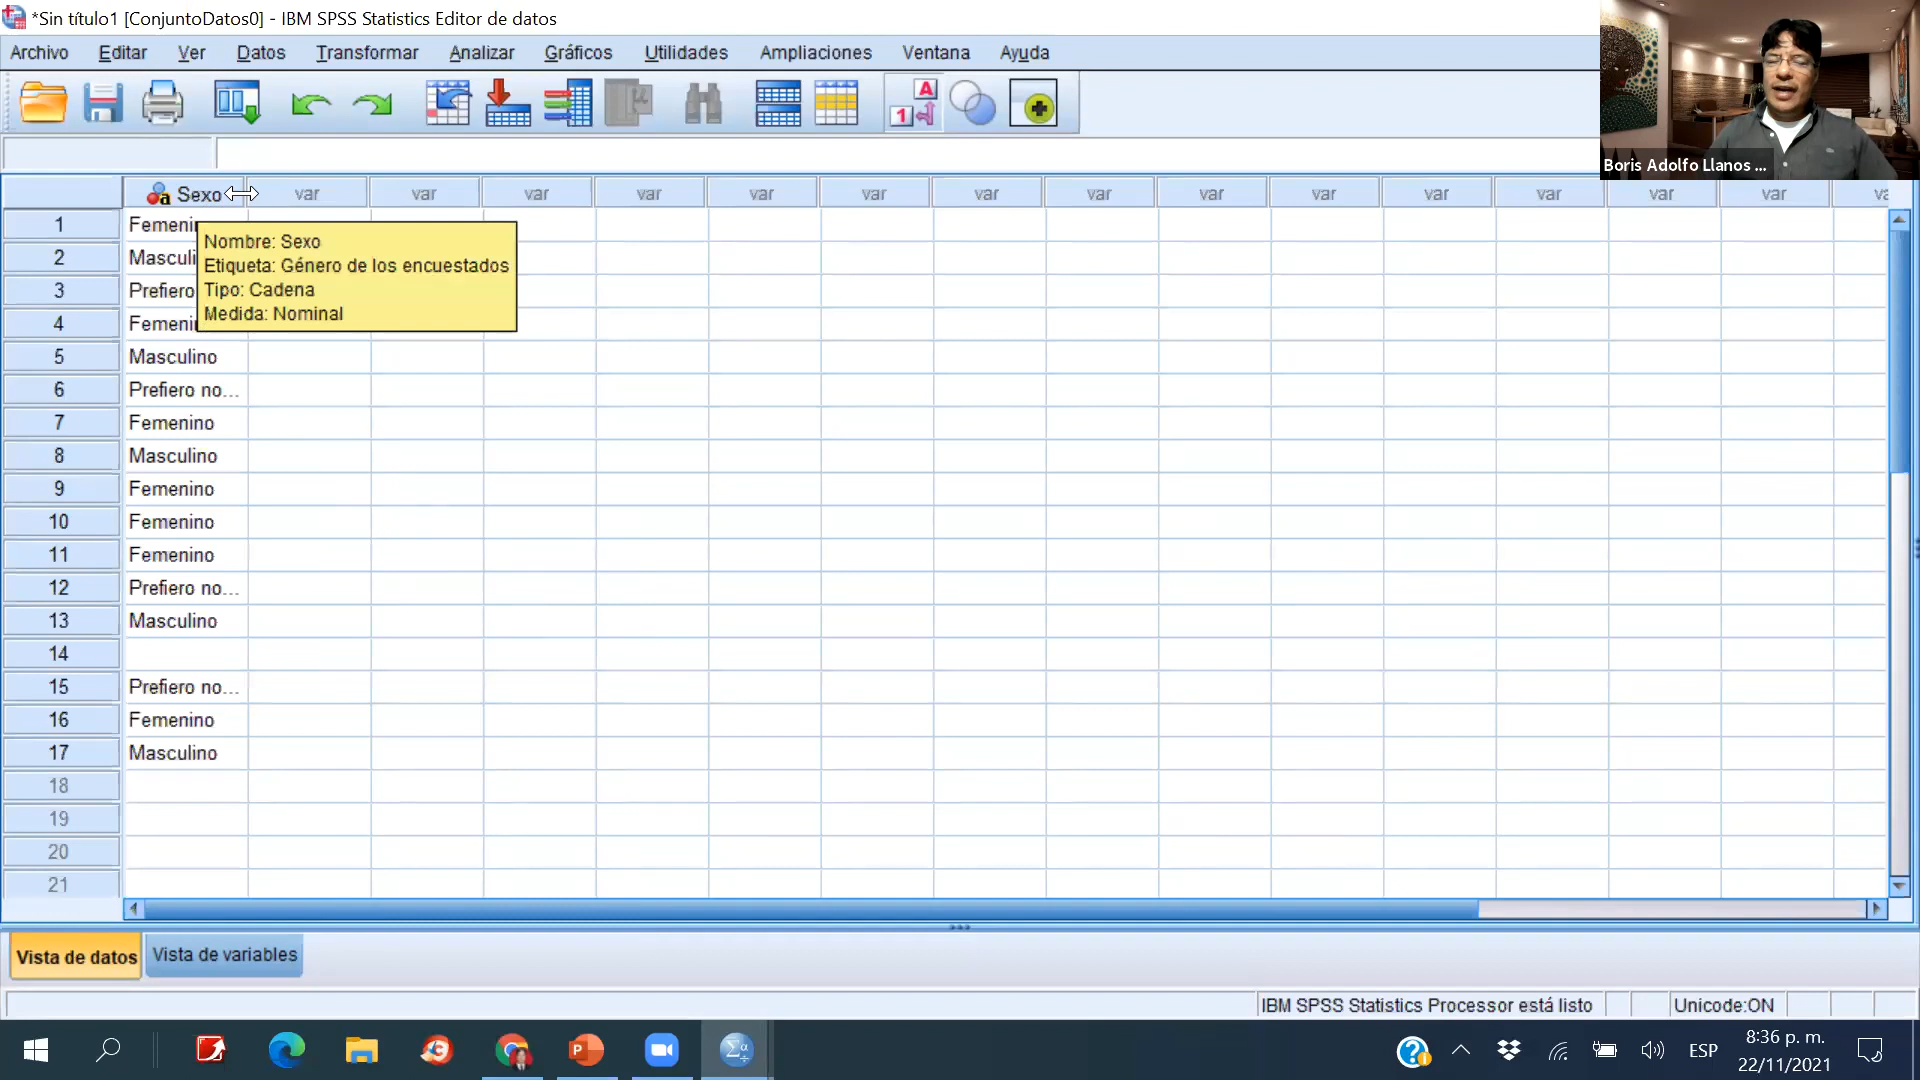 *Sin título1 [ConjuntoDatos0] - IBM SPSS Statistics Editor de datos
Archivo Editar Ver Datos Transformar Analizar Gráficos Utilidades Ampliaciones Ventana Ayuda
Boris Adolfo Llanos ...
Sexo var var var var var var var var var var var var var var
1 Femenin
2 Masculi
3 Prefiero
4 Femenin
Nombre: Sexo
Etiqueta: Género de los encuestados
Tipo: Cadena
Medida: Nominal
5 Masculino
6 Prefiero no...
7 Femenino
8 Masculino
9 Femenino
10 Femenino
11 Femenino
12 Prefiero no...
13 Masculino
14
15 Prefiero no...
16 Femenino
17 Masculino
18
19
20
21
Vista de datos Vista de variables
IBM SPSS Statistics Processor está listo Unicode:ON
ESP 8:36 p. m.
22/11/2021